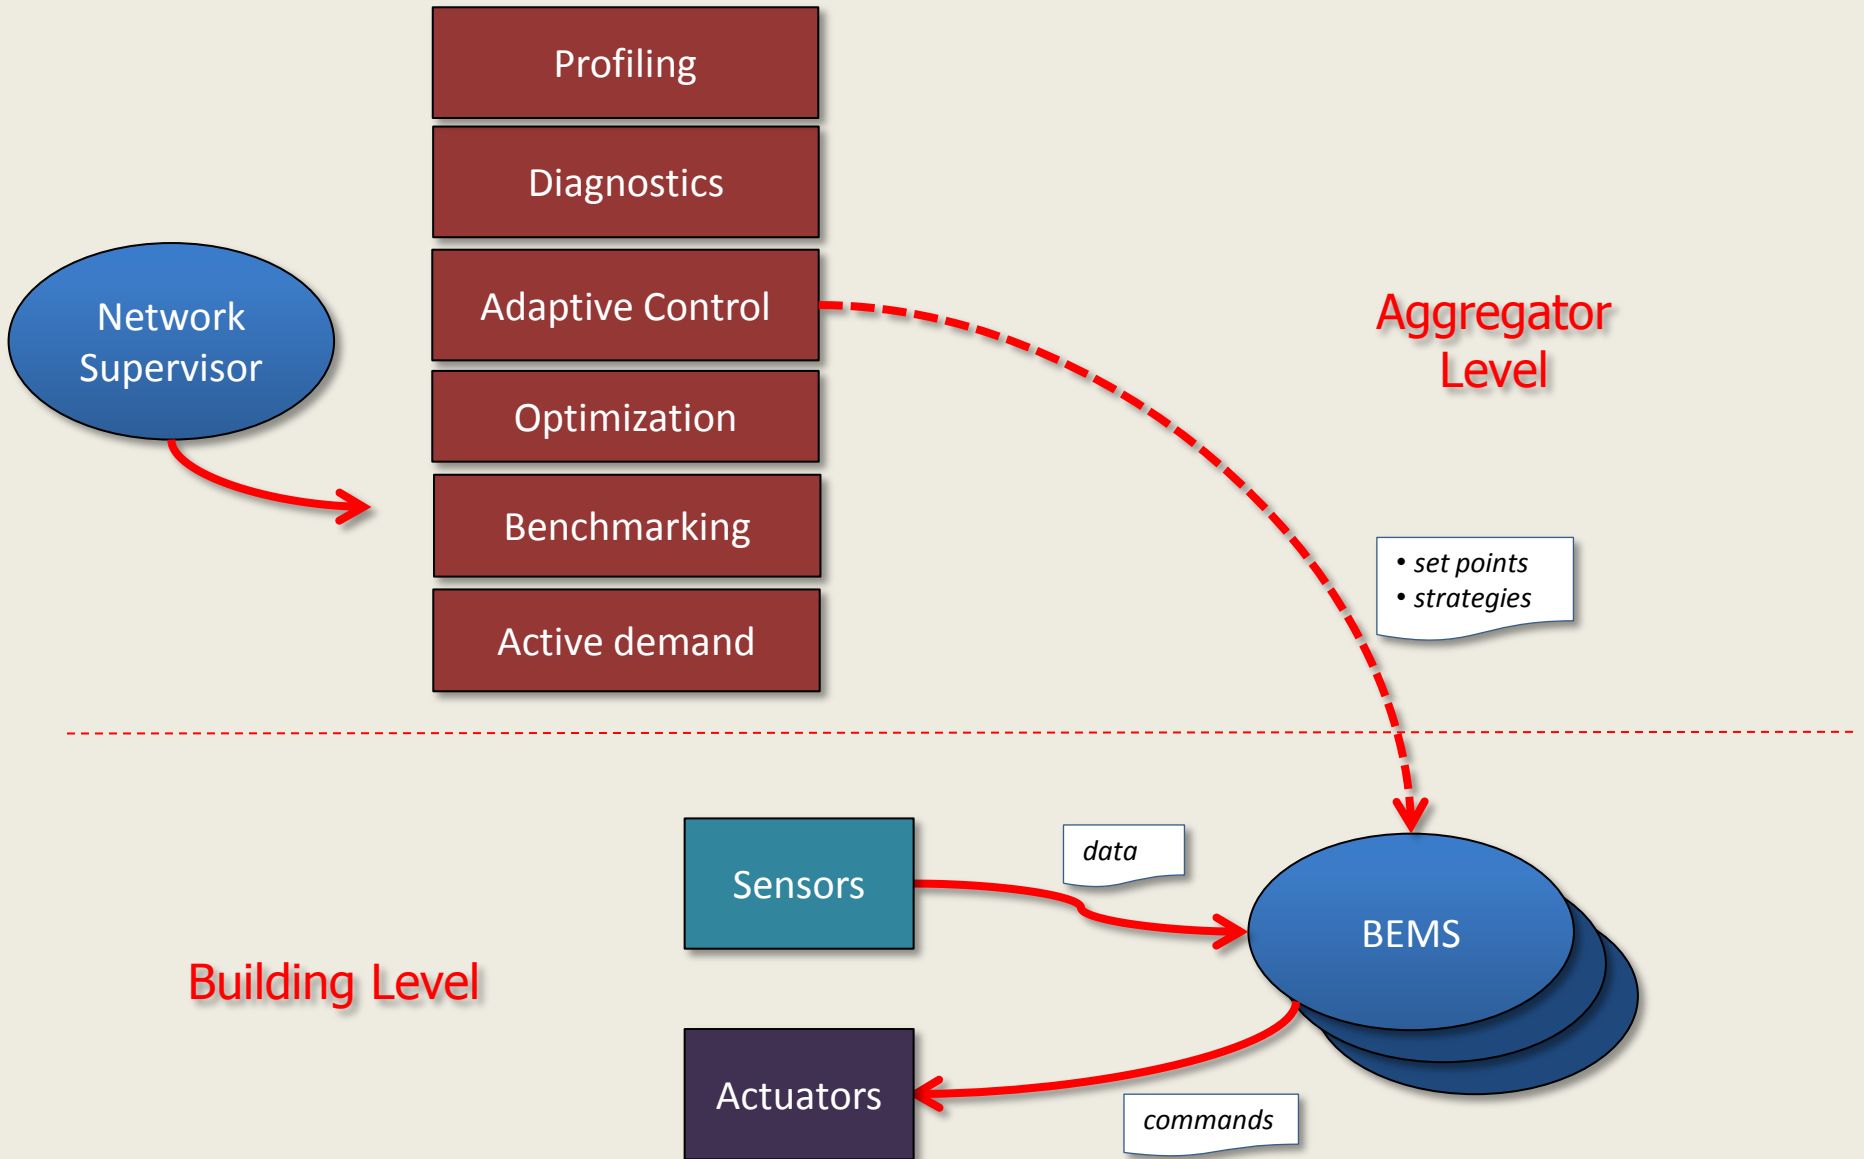 Profiling
Diagnostics
Network
Supervisor
Adaptive Control
Aggregator
Level
Optimization
Benchmarking
• set points
• strategies
Active demand
Sensors
data
BEMS
Building Level
Actuators
commands